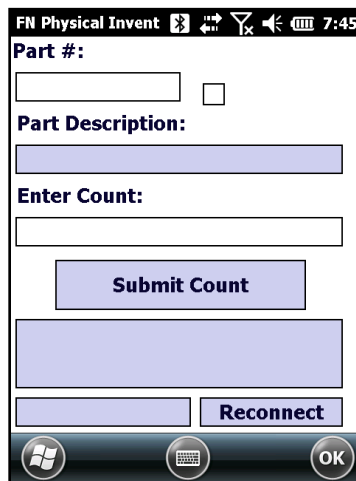 FN Physical Invent 7:45
Part #:
Part Description:
Enter Count:
Submit Count
Reconnect
OK